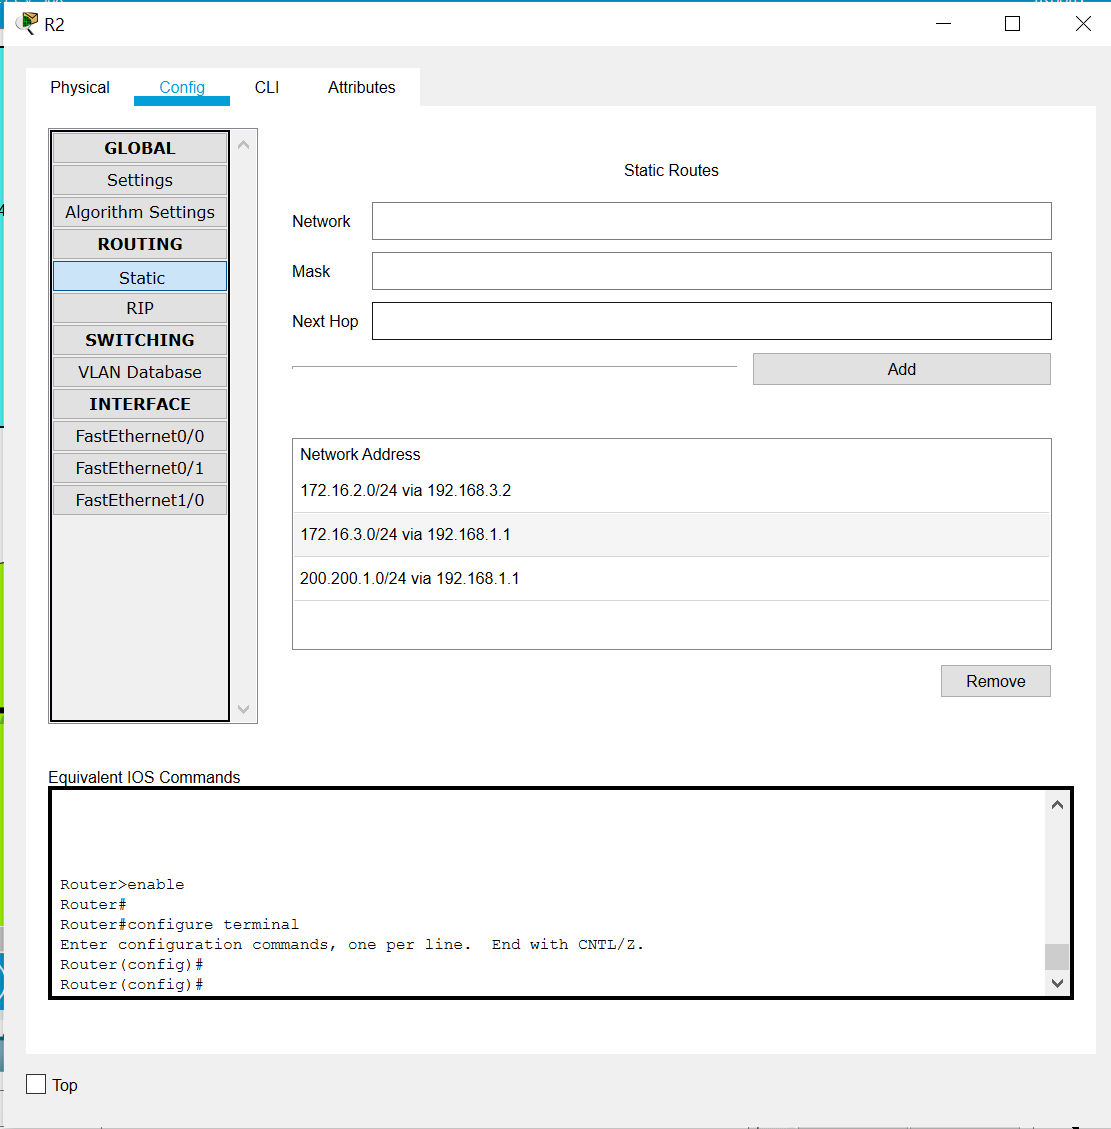 R2
Physical Config CLI Attributes
GLOBAL
Settings
Algorithm Settings
ROUTING
Static
RIP
SWITCHING
VLAN Database
INTERFACE
FastEthernet0/0
FastEthernet0/1
FastEthernet1/0
Static Routes
Network
Mask
Next Hop
Add
Network Address
172.16.2.0/24 via 192.168.3.2
172.16.3.0/24 via 192.168.1.1
200.200.1.0/24 via 192.168.1.1
Remove
Equivalent IOS Commands
Router>enable
Router#
Router#configure terminal
Enter configuration commands, one per line.  End with CNTL/Z.
Router(config)#
Router(config)#
Top